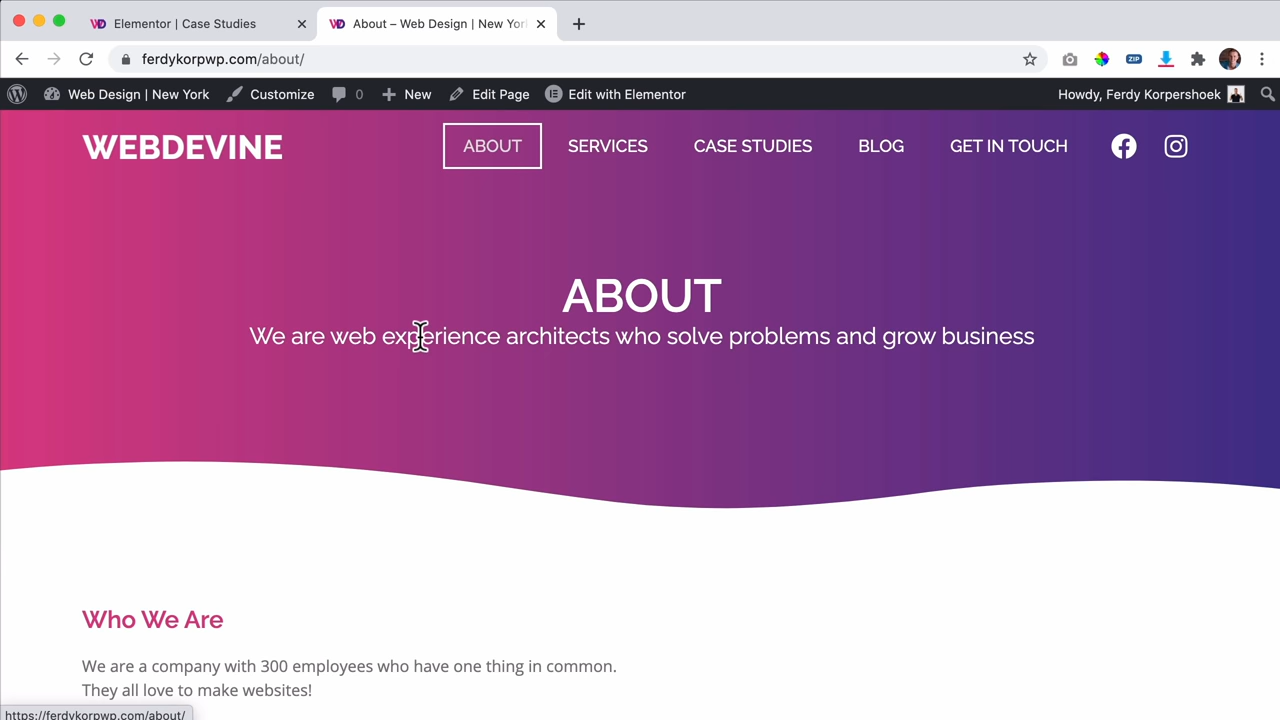 Elementor | Case Studies
About – Web Design | New Yor
ferdykorpwp.com/about/
ZIP
Web Design | New York
Customize
0
New
Edit Page
Edit with Elementor
Howdy, Ferdy Korpershoek
WEBDEVINE
ABOUT
SERVICES
CASE STUDIES
BLOG
GET IN TOUCH
ABOUT
We are web experience architects who solve problems and grow business
Who We Are
We are a company with 300 employees who have one thing in common.
They all love to make websites!
https://ferdykorpwp.com/about/